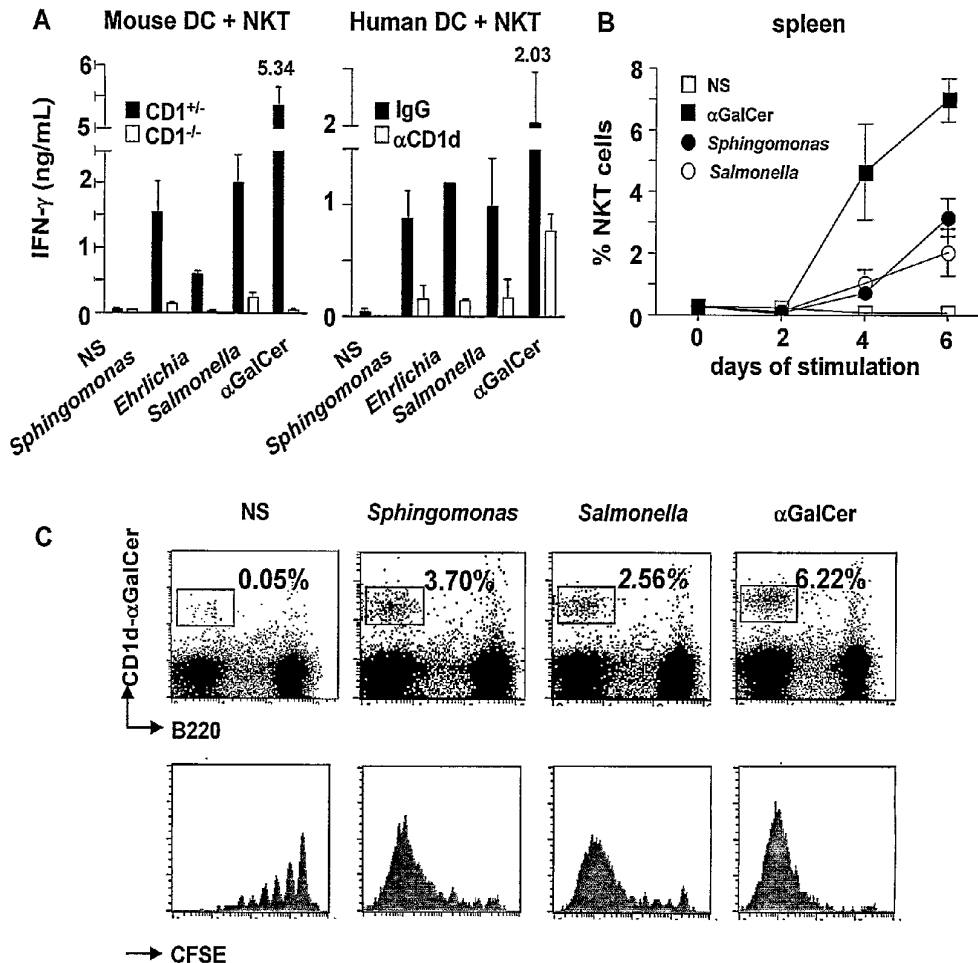 A
Mouse DC + NKT
Human DC + NKT
IFN-γ (ng/mL)
6
5
2
1
0
5.34
CD1+/-
CD1-/-
NS
Sphingomonas
Ehrlichia
Salmonella
αGalCer
2
1
0
2.03
IgG
αCD1d
NS
Sphingomonas
Ehrlichia
Salmonella
αGalCer
B
spleen
% NKT cells
8
6
4
2
0
NS
αGalCer
Sphingomonas
Salmonella
0 2 4 6
days of stimulation
C
NS
Sphingomonas
Salmonella
αGalCer
CD1d-αGalCer
0.05%
3.70%
2.56%
6.22%
B220
CFSE